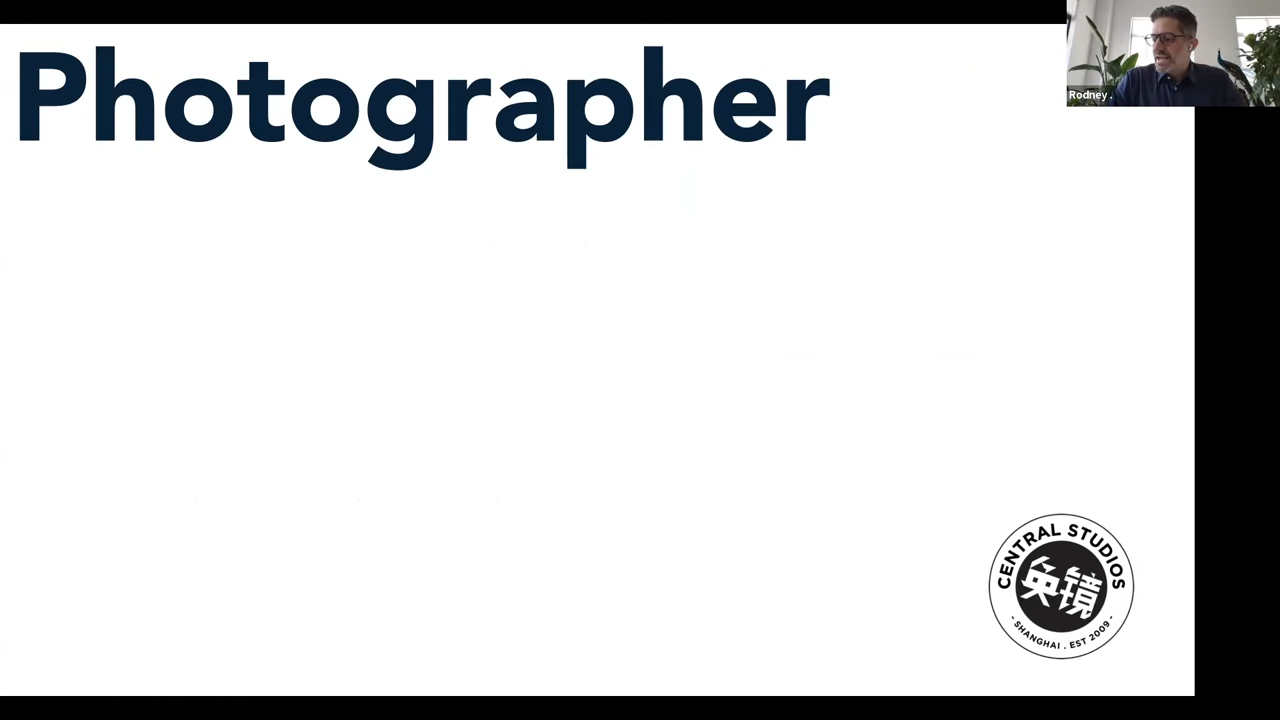 Photographer
Rodney .
CENTRAL STUDIOS
奂镜
- SHANGHAI . EST 2009 -